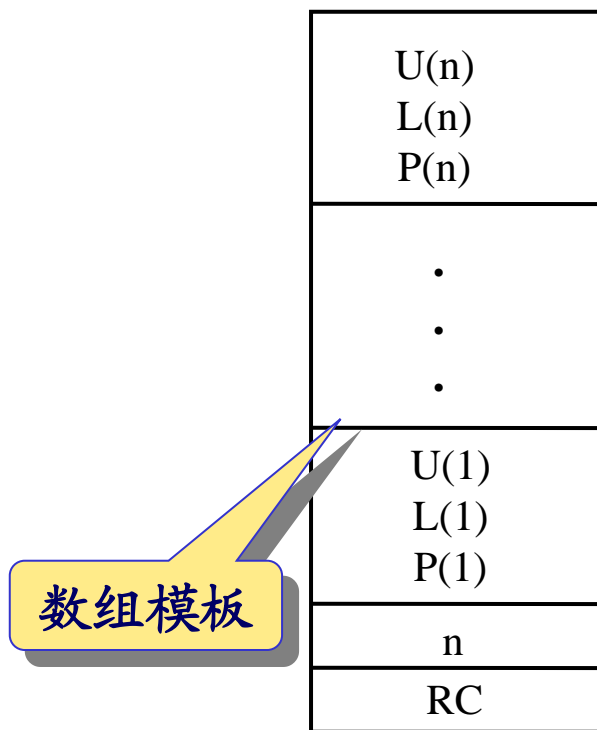 U(n)
L(n)
P(n)
.
.
.
U(1)
L(1)
P(1)
数组模板
n
RC